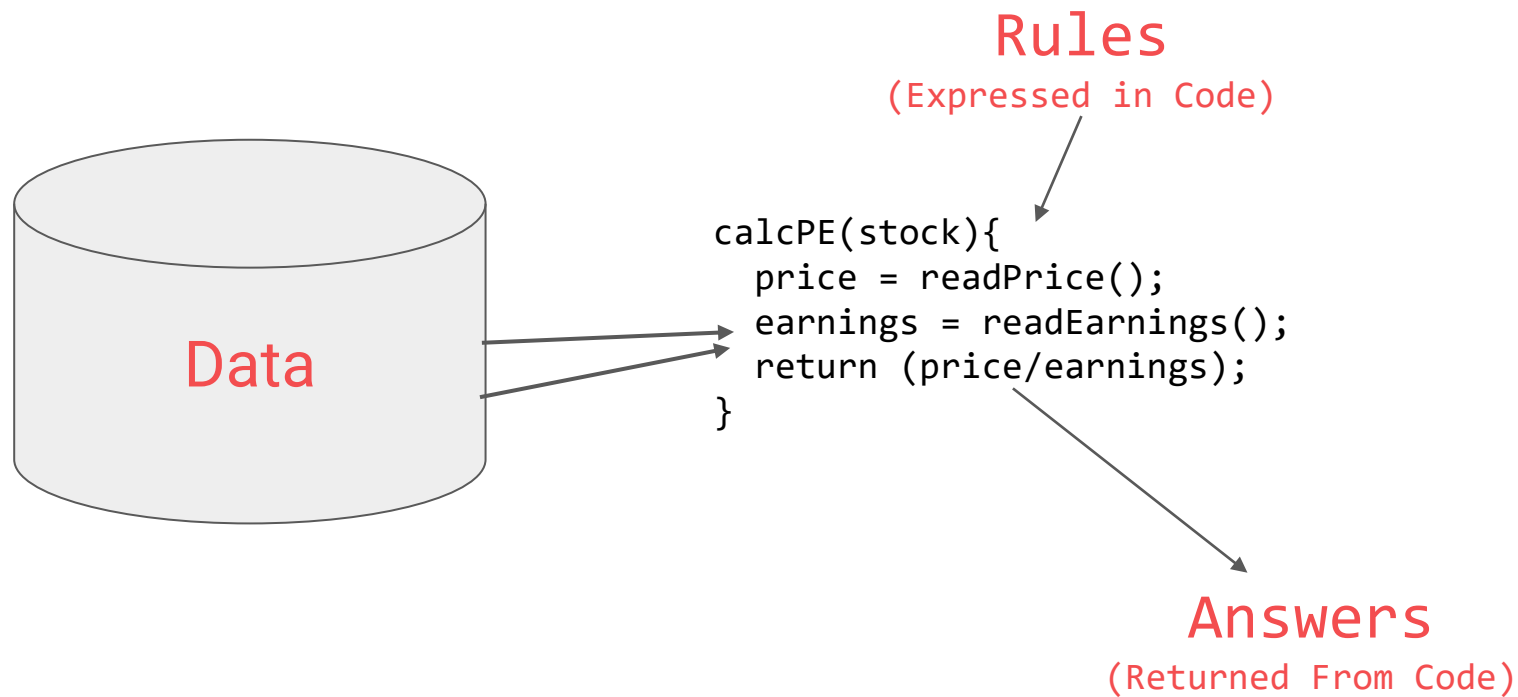 Rules
(Expressed in Code)
calcPE(stock){
  price = readPrice();
  earnings = readEarnings();
  return (price/earnings);
}
Data
Answers
(Returned From Code)